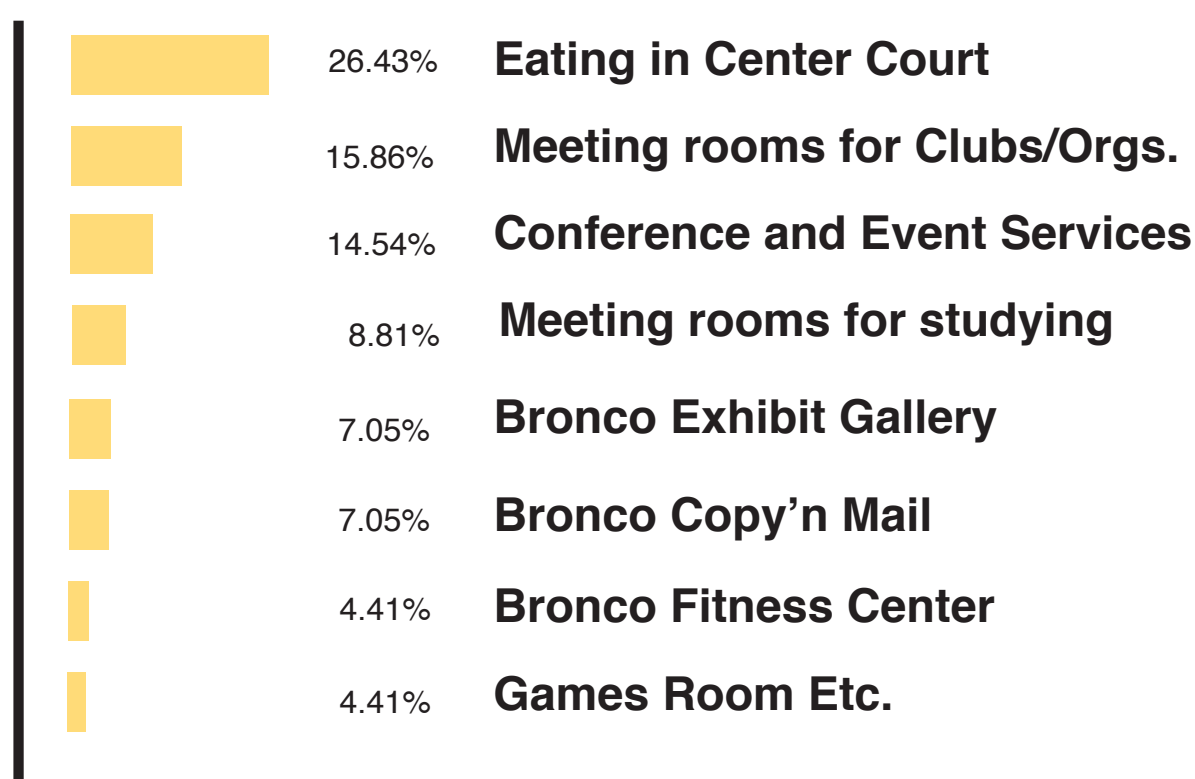 26.43% Eating in Center Court
15.86% Meeting rooms for Clubs/Orgs.
14.54% Conference and Event Services
8.81% Meeting rooms for studying
7.05% Bronco Exhibit Gallery
7.05% Bronco Copy’n Mail
4.41% Bronco Fitness Center
4.41% Games Room Etc.